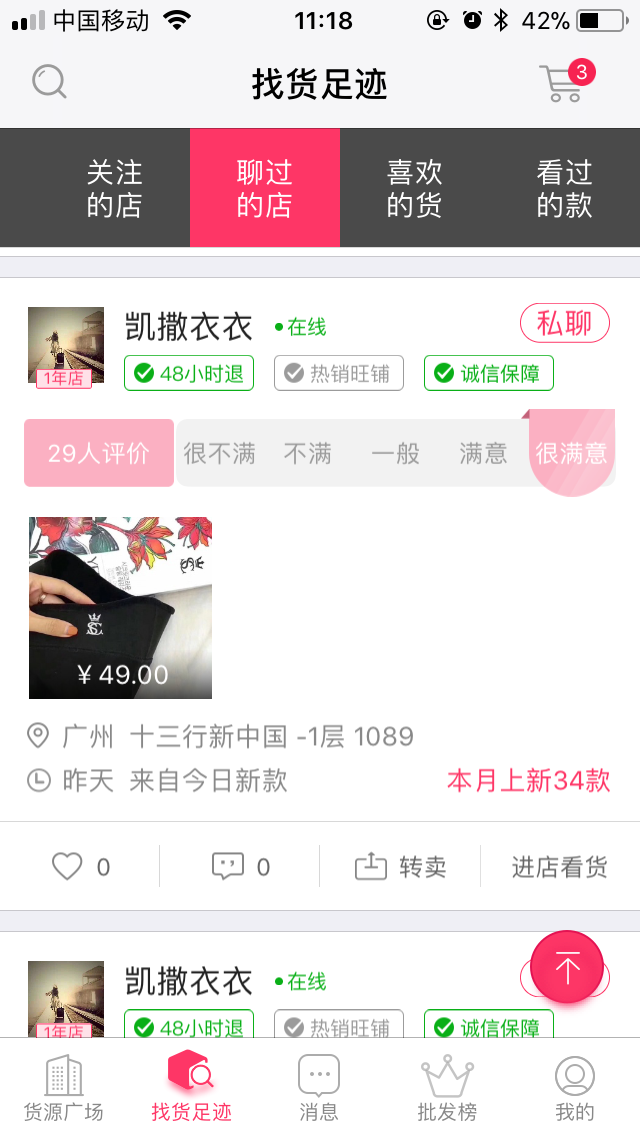 中国移动 11:18 42%
找货足迹 3
关注的店 聊过的店 喜欢的货 看过的款
凯撒衣衣 在线 私聊
1年店 48小时退 热销旺铺 诚信保障
29人评价 很不满 不满 一般 满意 很满意
¥49.00
广州 十三行新中国 -1层 1089
昨天 来自今日新款 本月上新34款
0 0 转卖 进店看货
凯撒衣衣 在线
1年店 48小时退 热销旺铺 诚信保障
货源广场 找货足迹 消息 批发榜 我的